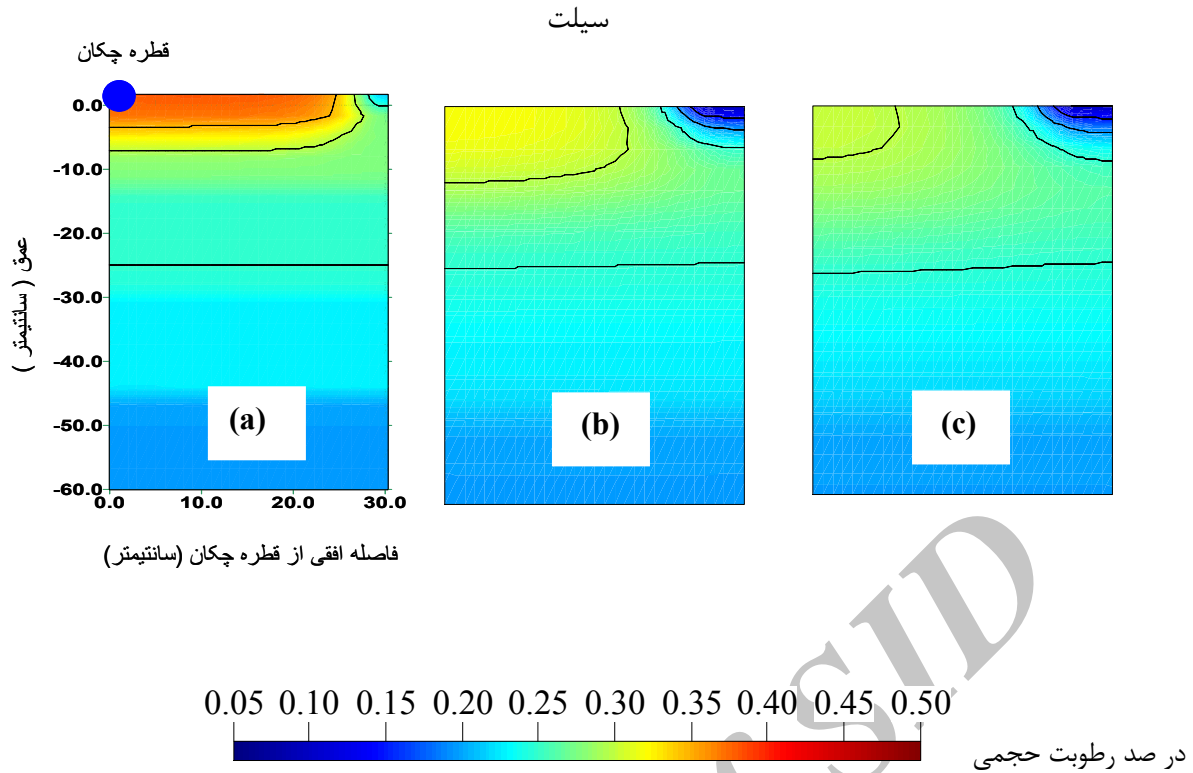 سیلت
قطره چکان
0.0
-10.0
-20.0
-30.0
-40.0
-50.0
-60.0
عمق ( سانتیمتر )
0.0 10.0 20.0 30.0
فاصله افقی از قطره چکان (سانتیمتر)
(a)
(b)
(c)
0.05 0.10 0.15 0.20 0.25 0.30 0.35 0.40 0.45 0.50
در صد رطوبت حجمی
SID